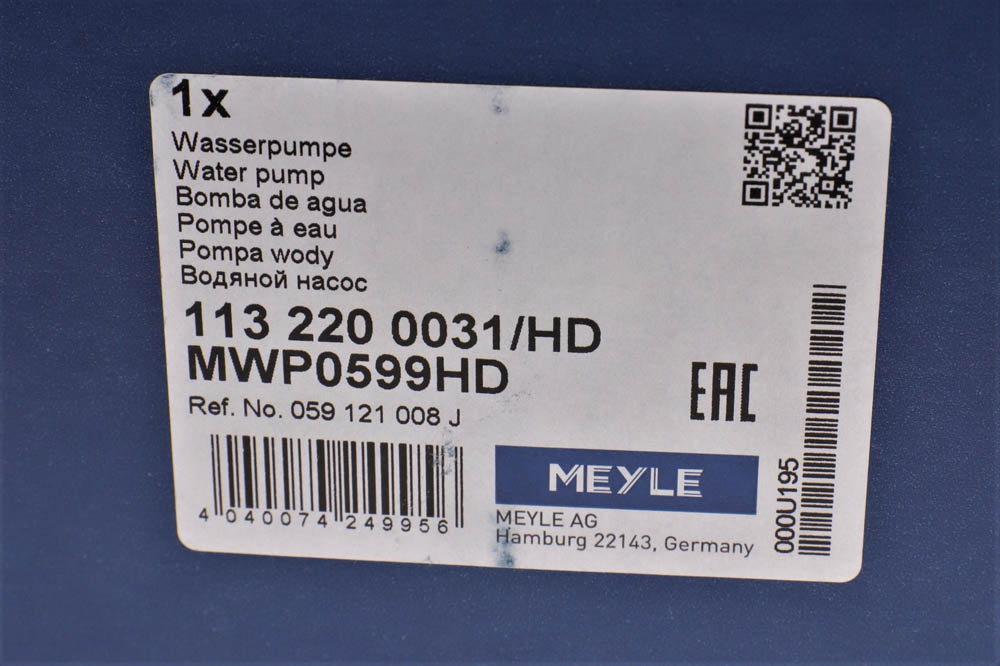 1x
Wasserpumpe
Water pump
Bomba de agua
Pompe à eau
Pompa wody
Водяной насос
113 220 0031/HD
MWP0599HD
Ref. No. 059 121 008 J
EAC
4 040074 249956
MEYLE
MEYLE AG
Hamburg 22143, Germany
000U195